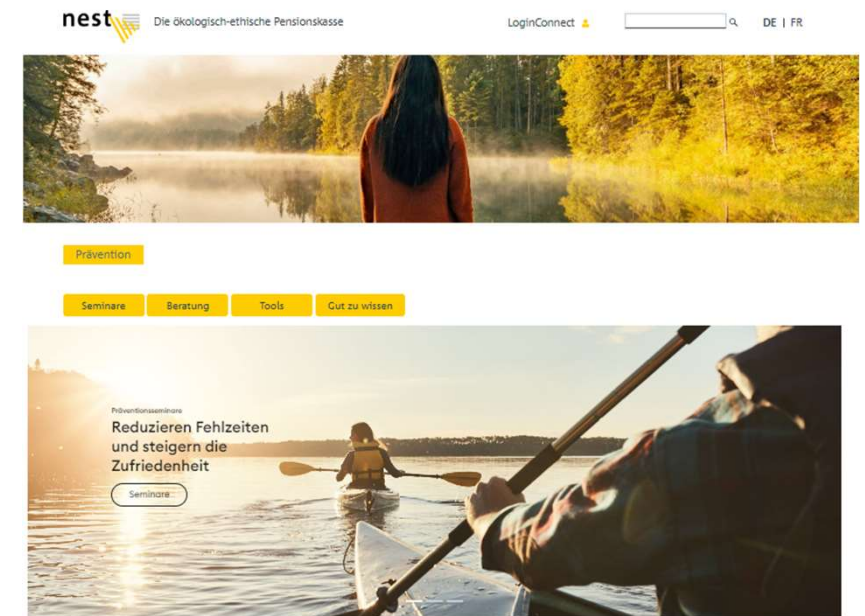 nest
Die ökologisch-ethische Pensionskasse
LoginConnect
DE | FR
Prävention
Seminare
Beratung
Tools
Gut zu wissen
Präventionsseminare
Reduzieren Fehlzeiten
und steigern die
Zufriedenheit
Seminare